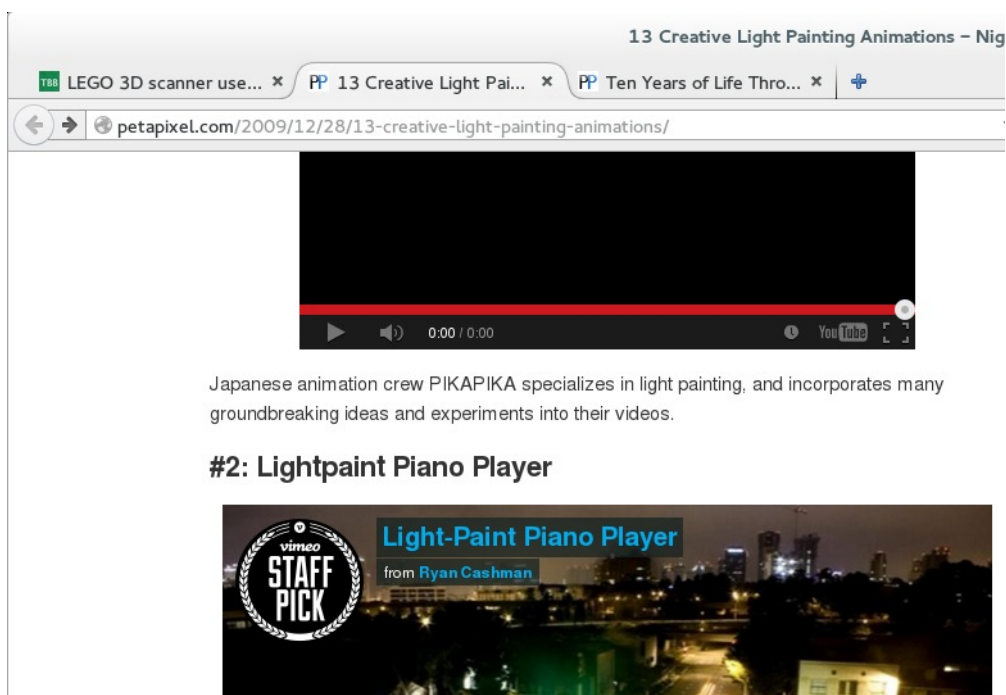 13 Creative Light Painting Animations – Nig
TBB LEGO 3D scanner use... × PP 13 Creative Light Pai... × PP Ten Years of Life Thro... ×
petapixel.com/2009/12/28/13-creative-light-painting-animations/
0:00 / 0:00 YouTube
Japanese animation crew PIKAPIKA specializes in light painting, and incorporates many
groundbreaking ideas and experiments into their videos.
#2: Lightpaint Piano Player
vimeo
STAFF
PICK
Light-Paint Piano Player
from Ryan Cashman